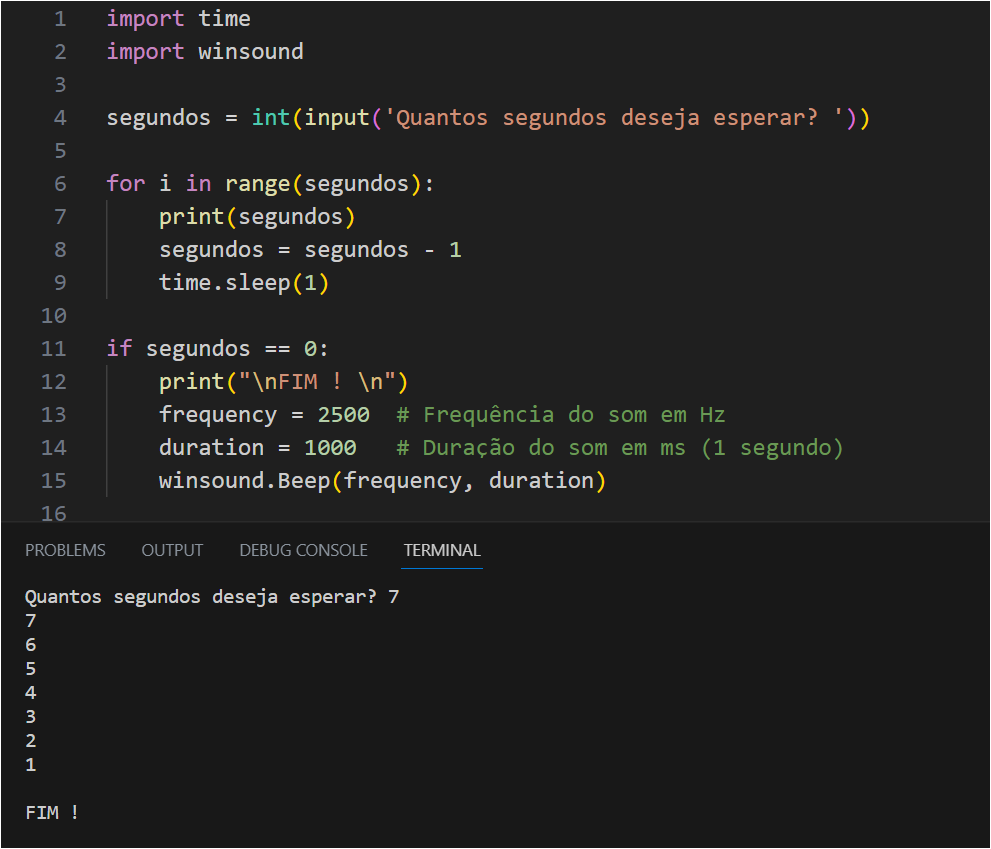 1 import time
2 import winsound
3
4 segundos = int(input('Quantos segundos deseja esperar? '))
5
6 for i in range(segundos):
7     print(segundos)
8     segundos = segundos - 1
9     time.sleep(1)
10
11 if segundos == 0:
12     print("\nFIM ! \n")
13     frequency = 2500  # Frequência do som em Hz
14     duration = 1000   # Duração do som em ms (1 segundo)
15     winsound.Beep(frequency, duration)
16
PROBLEMS OUTPUT DEBUG CONSOLE TERMINAL
Quantos segundos deseja esperar? 7
7
6
5
4
3
2
1
FIM !